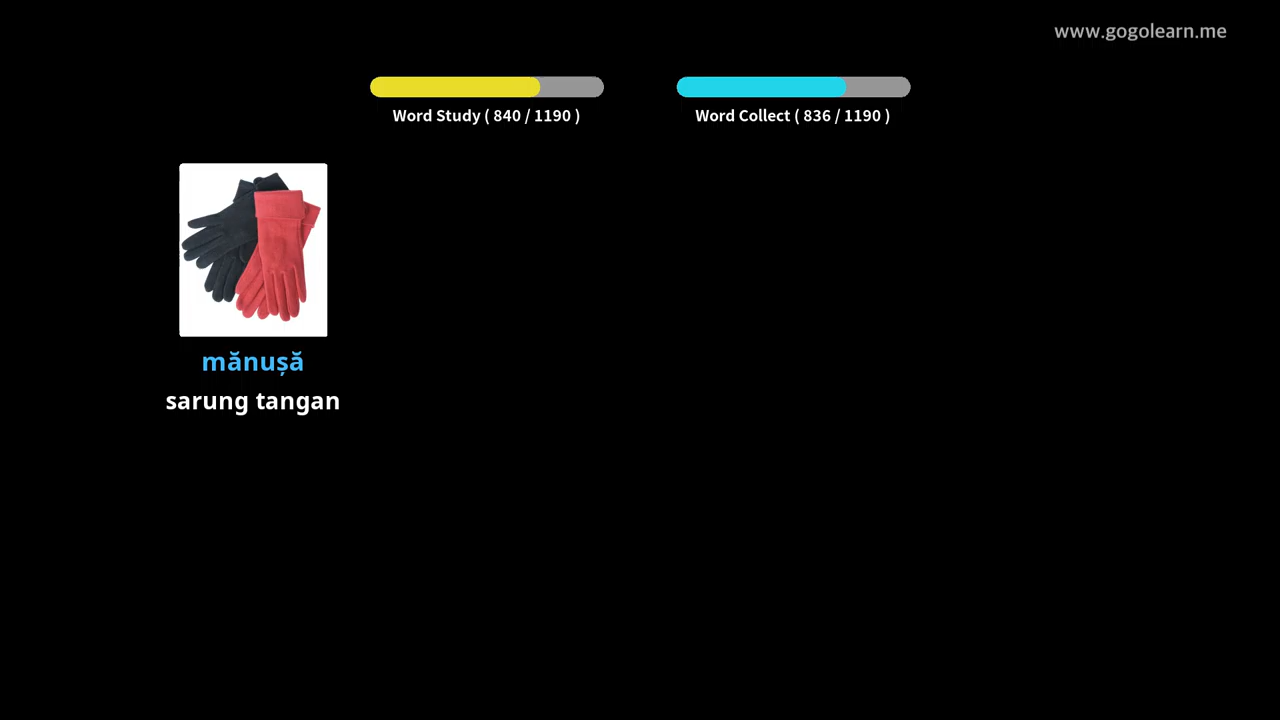 www.gogolearn.me
Word Study ( 840 / 1190 )
Word Collect ( 836 / 1190 )
mănușă
sarung tangan